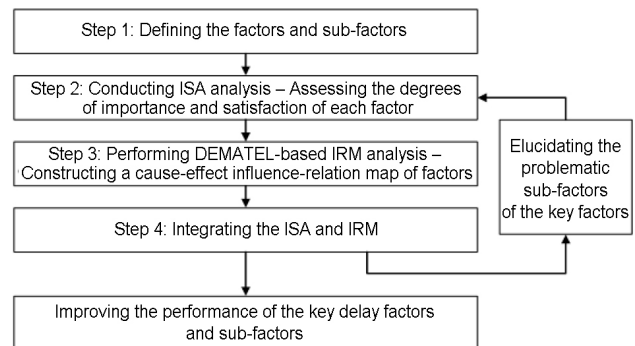 Step 1: Defining the factors and sub-factors
Step 2: Conducting ISA analysis – Assessing the degrees
of importance and satisfaction of each factor
Step 3: Performing DEMATEL-based IRM analysis –
Constructing a cause-effect influence-relation map of factors
Step 4: Integrating the ISA and IRM
Elucidating the
problematic
sub-factors
of the key factors
Improving the performance of the key delay factors
and sub-factors